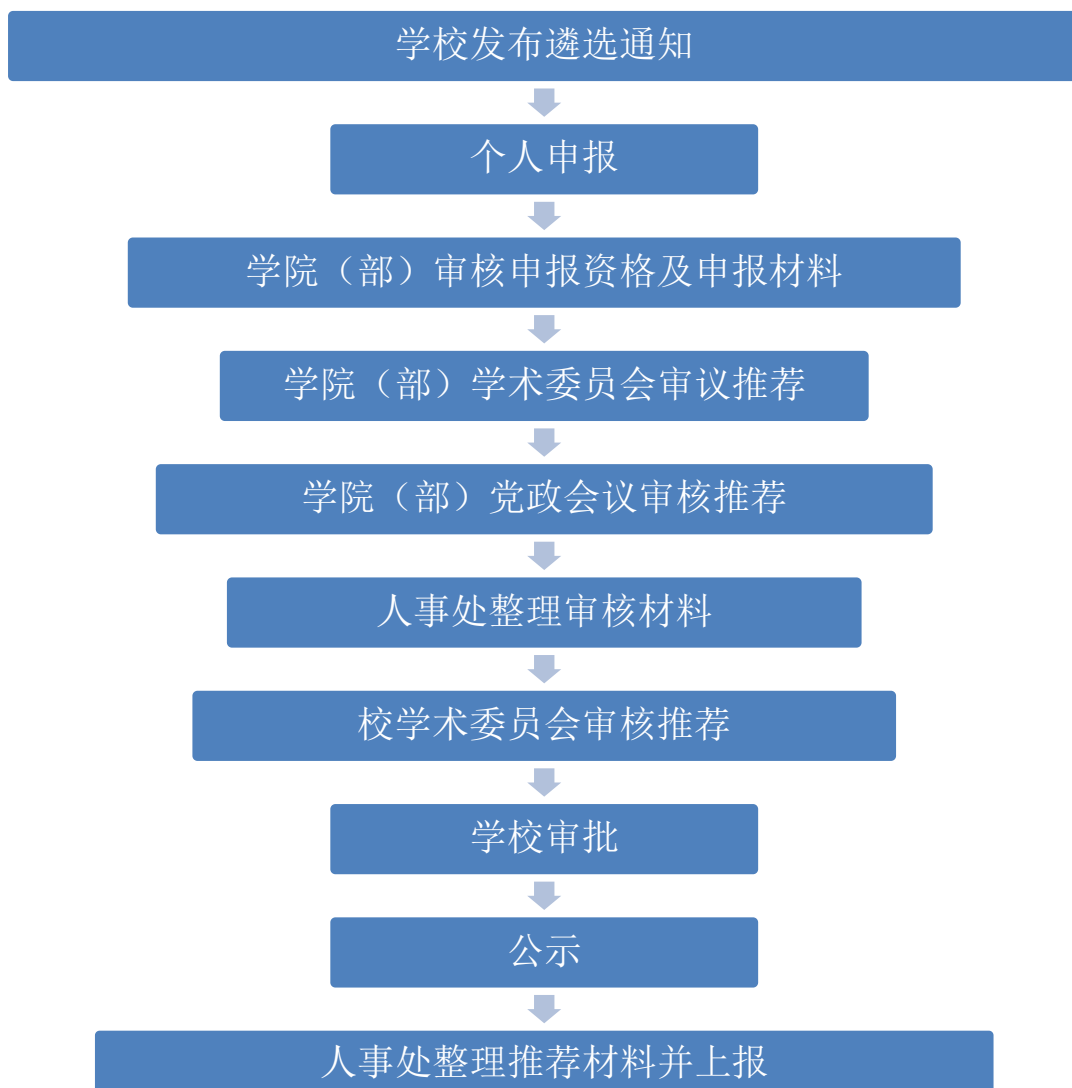 学校发布遴选通知
个人申报
学院（部）审核申报资格及申报材料
学院（部）学术委员会审议推荐
学院（部）党政会议审核推荐
人事处整理审核材料
校学术委员会审核推荐
学校审批
公示
人事处整理推荐材料并上报